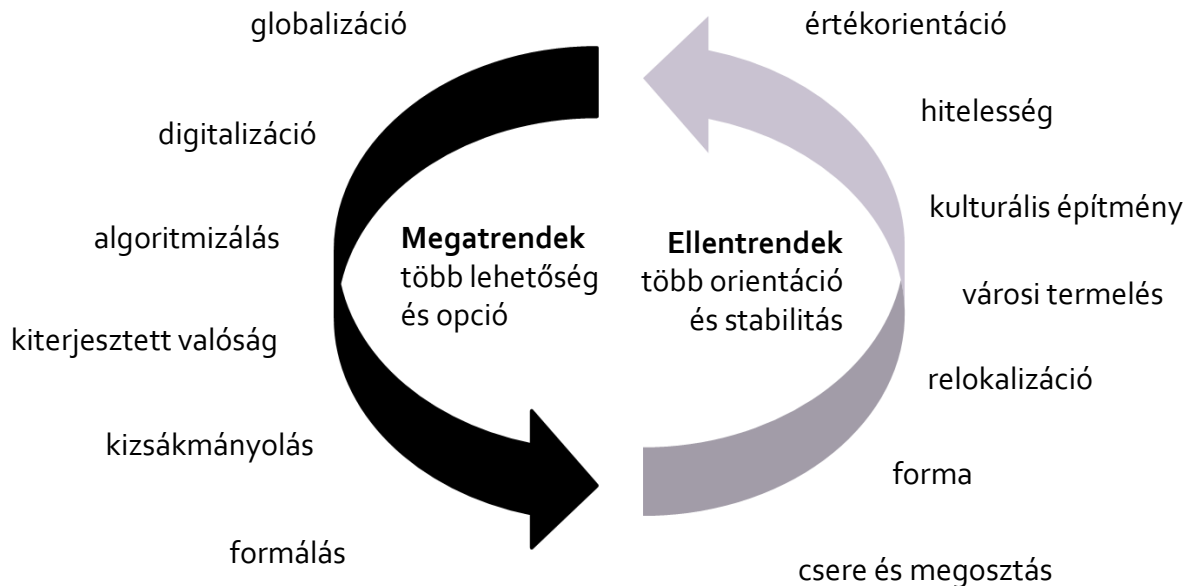 globalizáció
digitalizáció
algoritmizálás
kiterjesztett valóság
kizsákmányolás
formálás
Megatrendek
több lehetőség
és opció
Ellentrendek
több orientáció
és stabilitás
értékorientáció
hitelesség
kulturális építmény
városi termelés
relokalizáció
forma
csere és megosztás